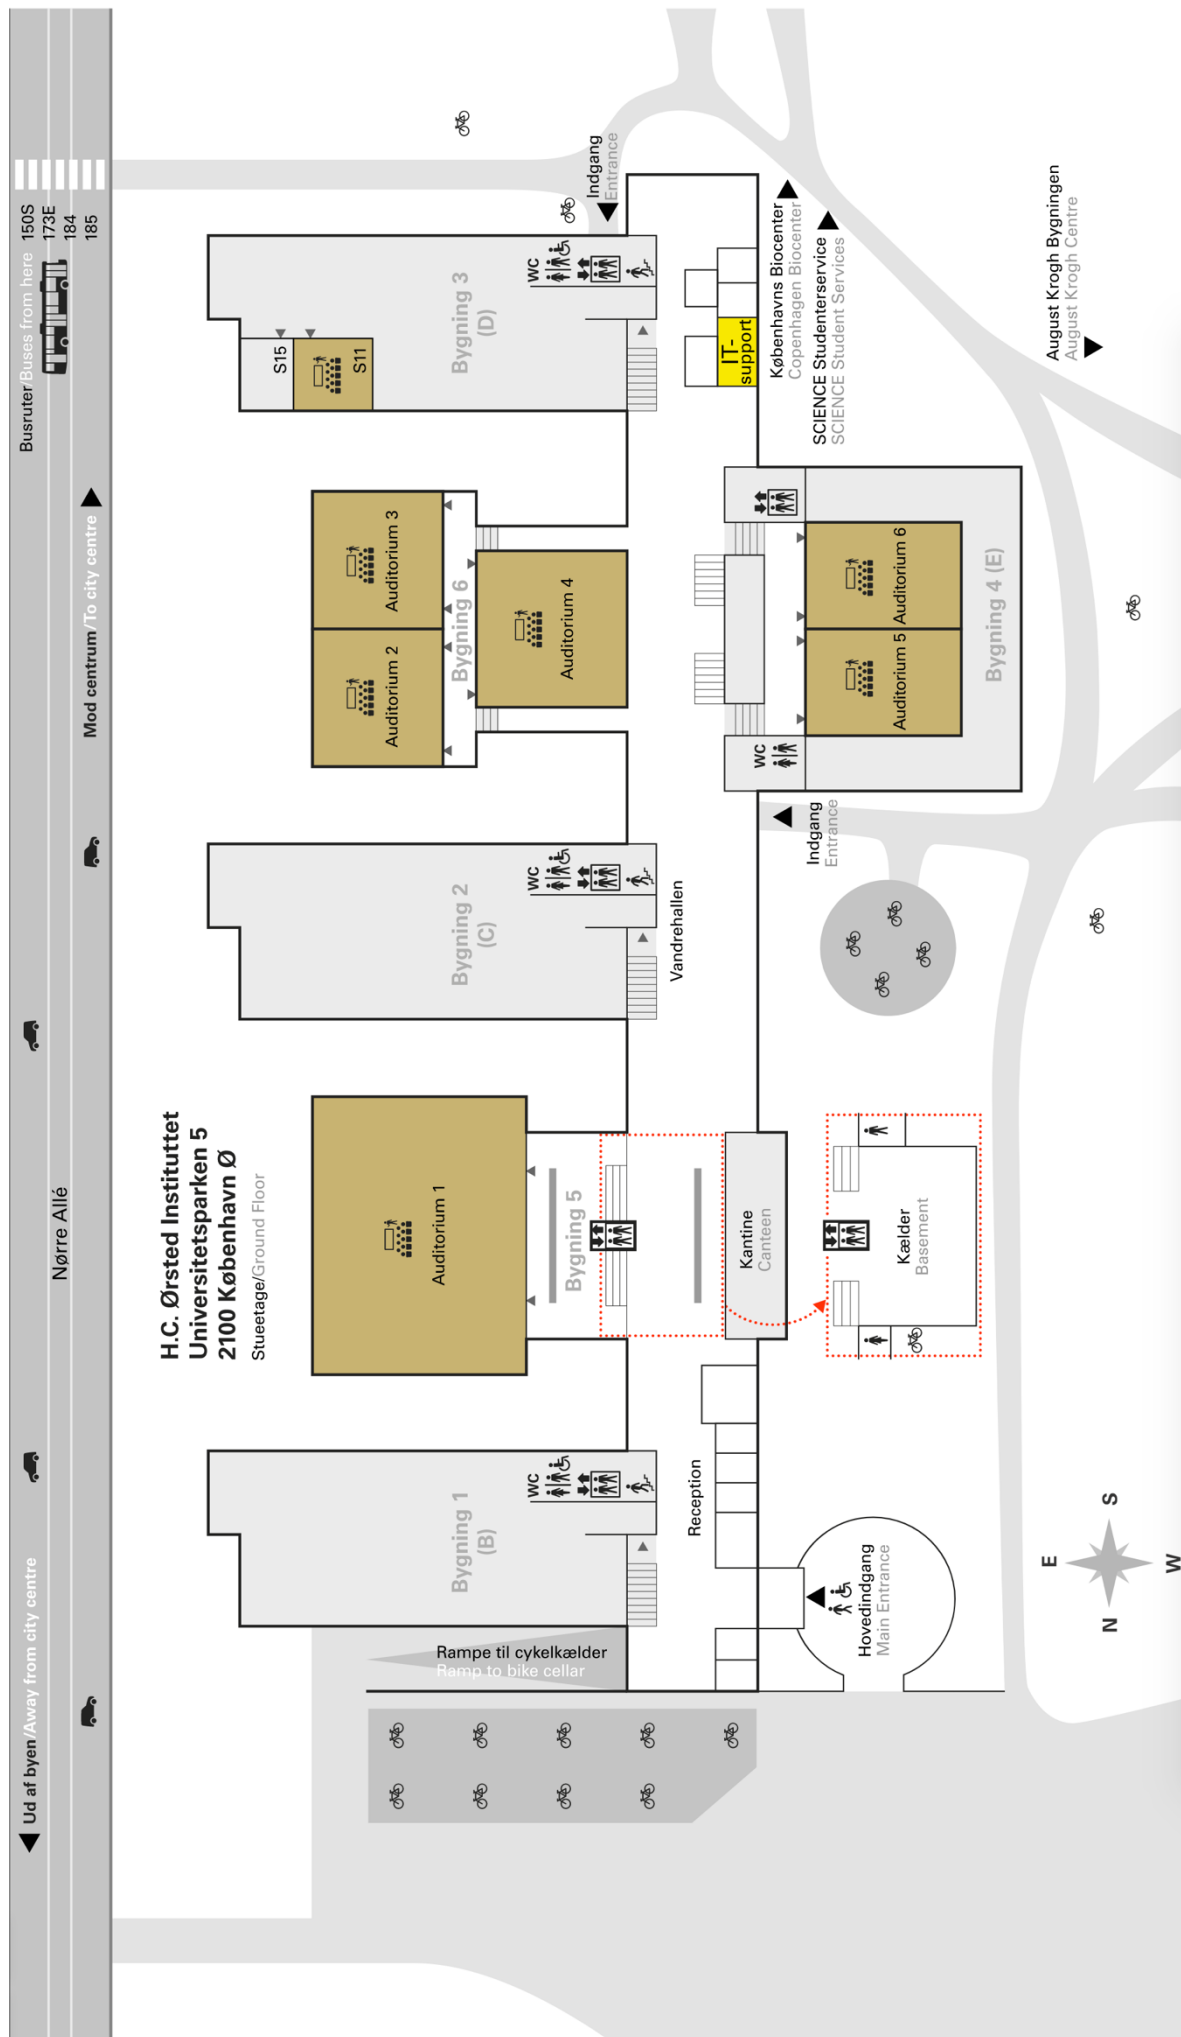 Ud af byen/Away from city centre
Nørre Allé
Mod centrum/To city centre
Busruter/Buses from here
150S
173E
184
185
H.C. Ørsted Instituttet
Universitetsparken 5
2100 København Ø
Stueetage/Ground Floor
Bygning 1
(B)
WC
Rampe til cykelkælder
Ramp to bike cellar
Auditorium 1
Bygning 5
Bygning 2
(C)
WC
Auditorium 2
Auditorium 3
Bygning 6
Auditorium 4
S15
S11
Bygning 3
(D)
WC
Indgang
Entrance
Reception
Vandrehallen
Kantine
Canteen
IT-
support
Københavns Biocenter
Copenhagen Biocenter
SCIENCE Studenterservice
SCIENCE Student Services
WC
Auditorium 5
Auditorium 6
Bygning 4 (E)
Indgang
Entrance
Hovedindgang
Main Entrance
Kælder
Basement
August Krogh Bygningen
August Krogh Centre
E
N
S
W